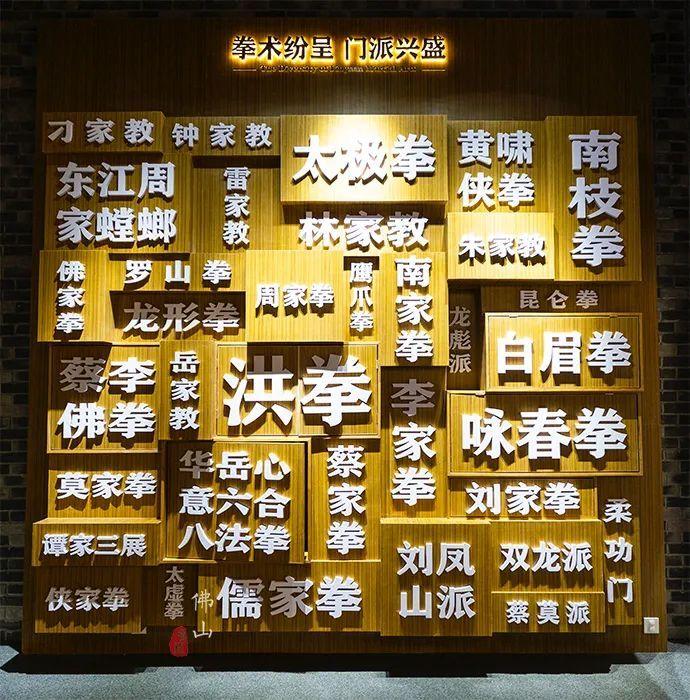 拳术纷呈 门派兴盛
刁家教
钟家教
太极拳
黄啸
侠拳
南枝拳
东江周
家螳螂
雷家教
林家教
朱家教
佛家拳
罗山拳
周家拳
鹰爪拳
南家拳
龙形拳
龙彪派
昆仑拳
白眉拳
蔡李
佛拳
岳家教
洪拳
李家拳
咏春拳
莫家拳
华岳心
意六合
八法拳
蔡家拳
刘家拳
柔功门
谭家三展
刘凤
山派
双龙派
侠家拳
太虚拳
儒家拳
蔡莫派
佛山